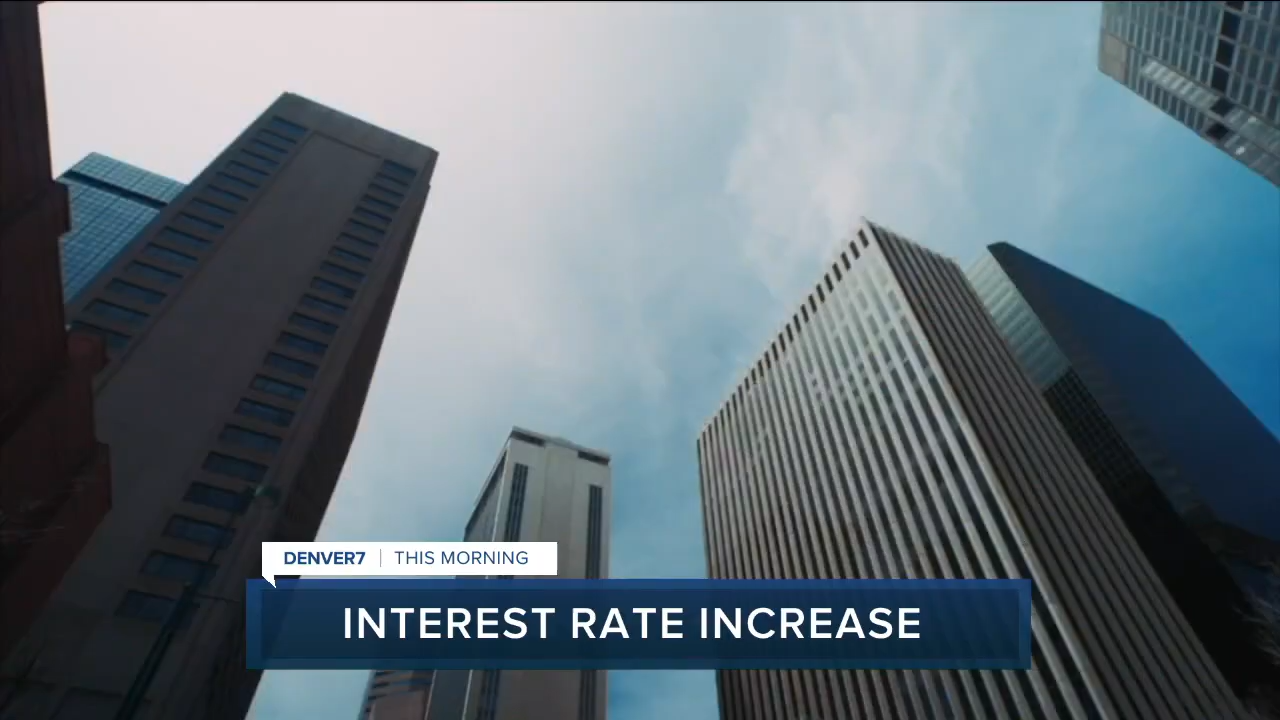 DENVER7 | THIS MORNING
INTEREST RATE INCREASE